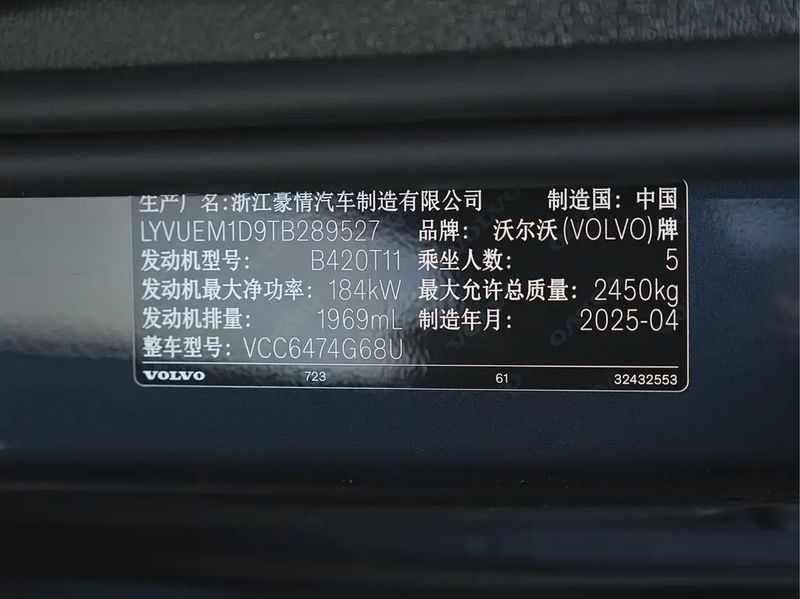 生产厂名:浙江豪情汽车制造有限公司 制造国：中国
LYVUEM1D9TB289527 品牌：沃尔沃(VOLVO)牌
发动机型号： B420T11 乘坐人数： 5
发动机最大净功率：184kW 最大允许总质量：2450kg
发动机排量： 1969mL 制造年月： 2025-04
整车型号：VCC6474G68U
VOLVO 723 61 32432553